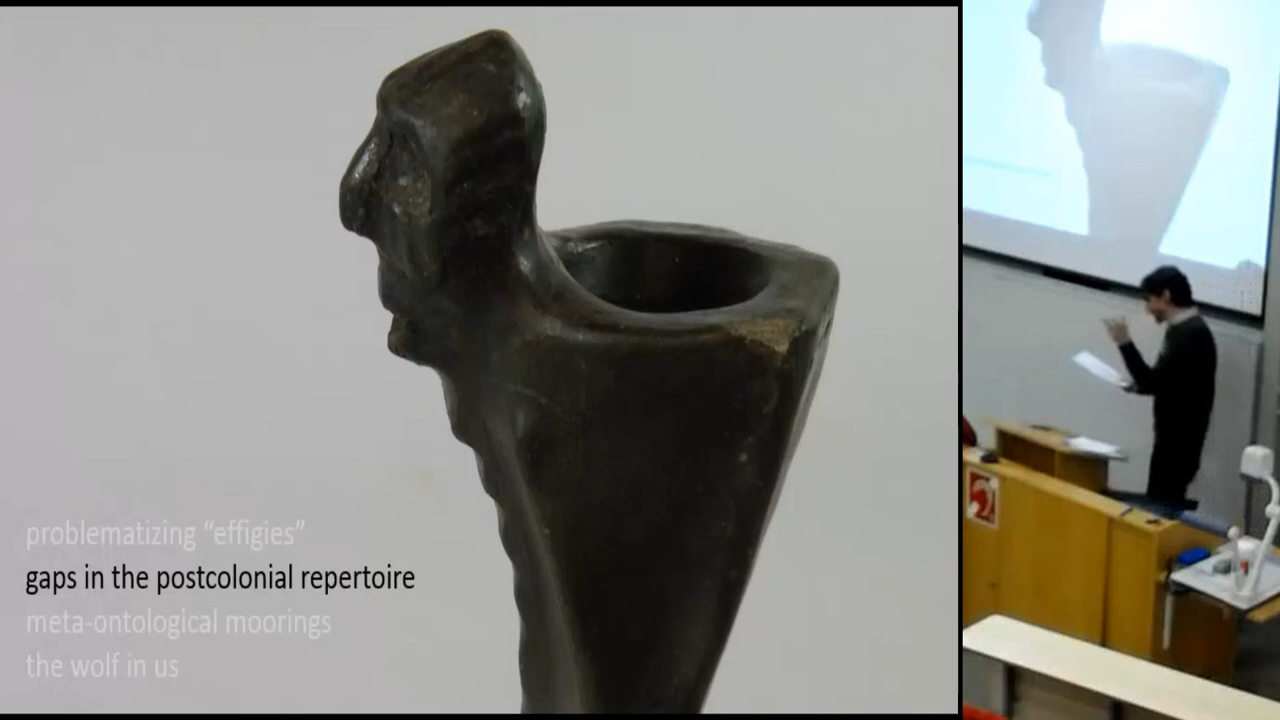 problematizing “effigies”
gaps in the postcolonial repertoire
meta-ontological moorings
the wolf in us